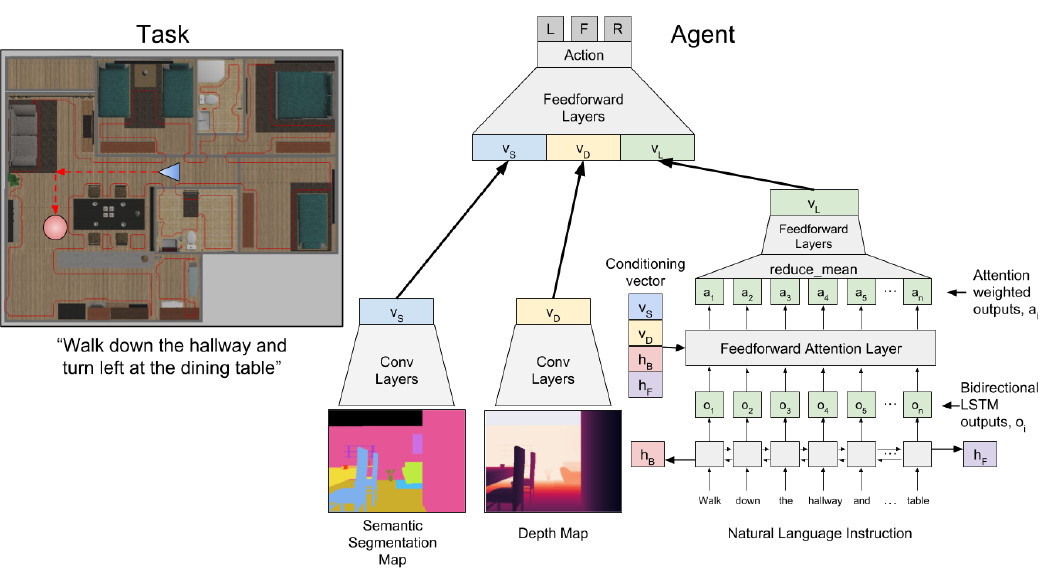 Task
Agent
L F R
Action
Feedforward
Layers
vS vD vL
vL
Feedforward
Layers
reduce_mean
Conditioning
vector
a1 a2 a3 a4 a5 ... an
Attention
weighted
outputs, ai
vS
vD
hB
hF
Feedforward Attention Layer
vS
Conv
Layers
vD
Conv
Layers
“Walk down the hallway and
turn left at the dining table”
o1 o2 o3 o4 o5 ... on
Bidirectional
LSTM
outputs, oi
hB ... hF
Walk down the hallway and ... table
Semantic
Segmentation
Map
Depth Map
Natural Language Instruction